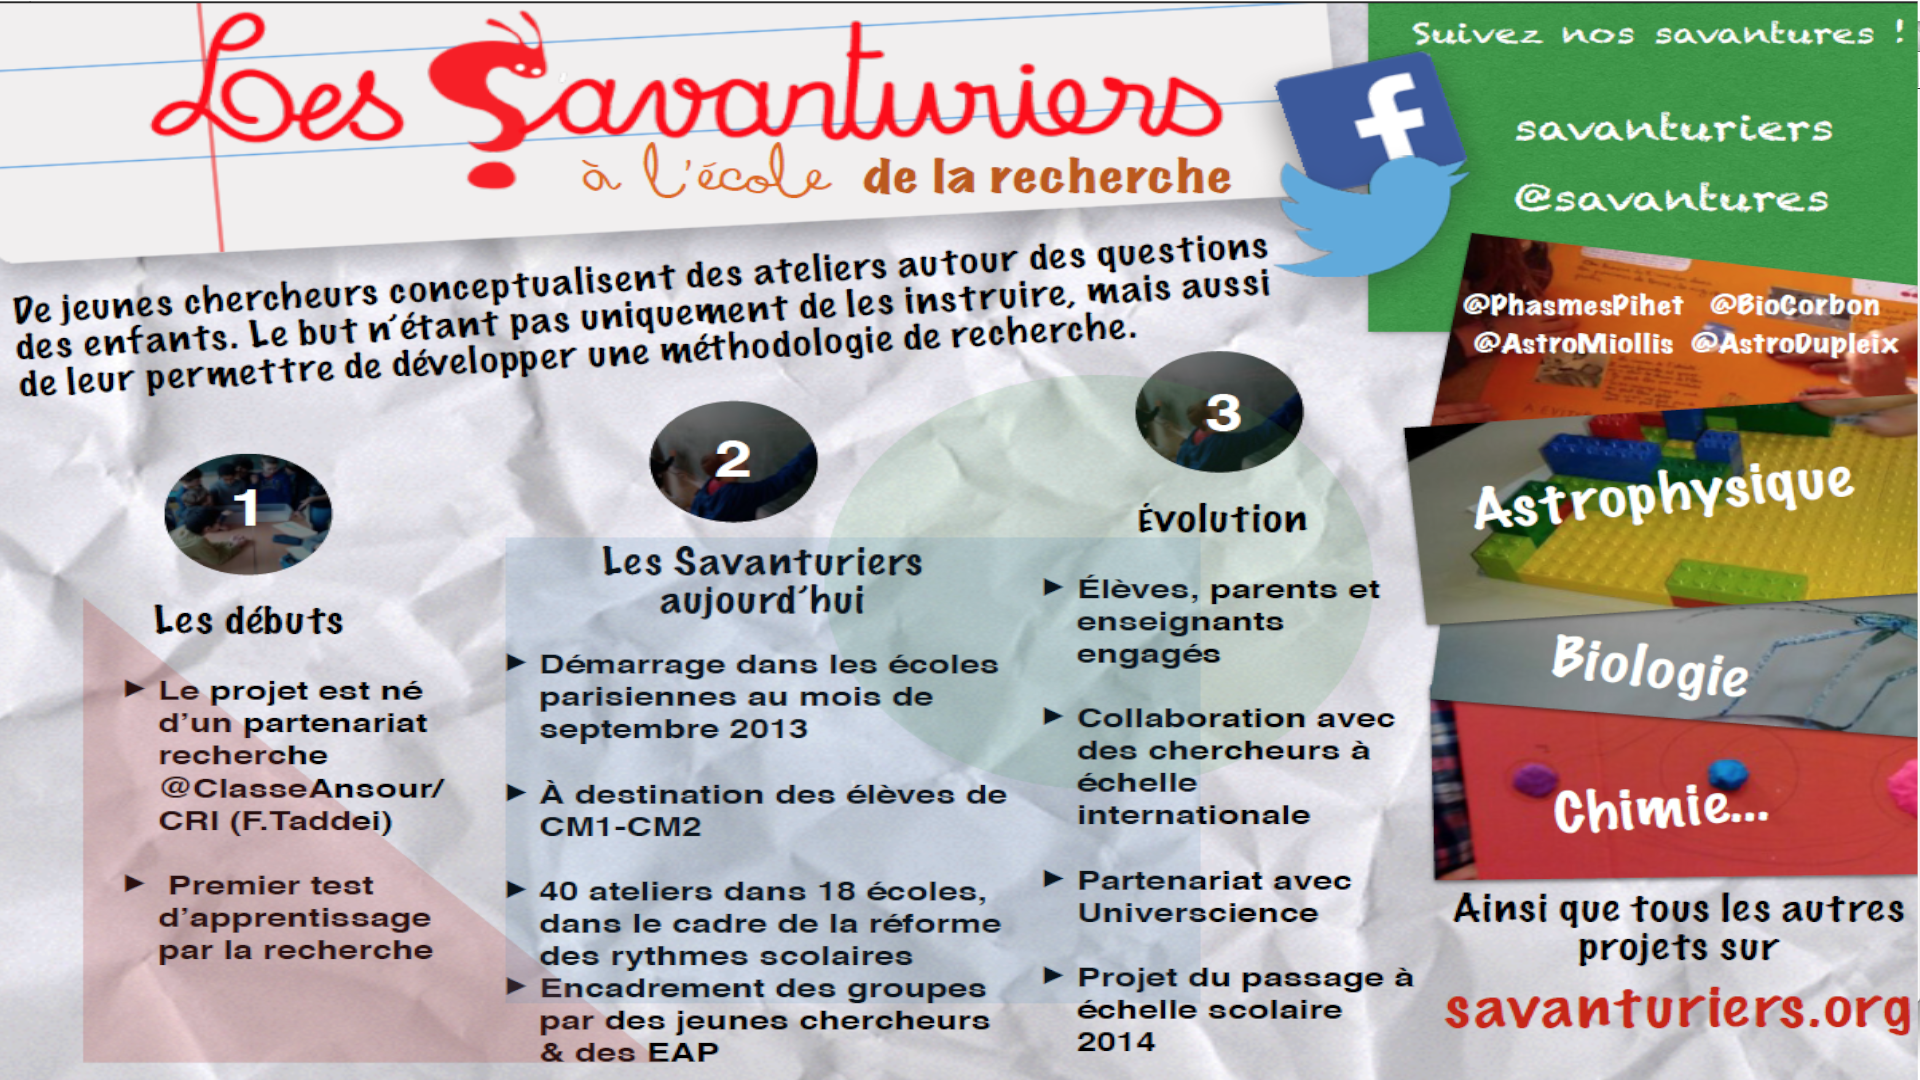 Les Savanturiers
à l'école de la recherche
De jeunes chercheurs conceptualisent des ateliers autour des questions
des enfants. Le but n'étant pas uniquement de les instruire, mais aussi
de leur permettre de développer une méthodologie de recherche.
1
Les débuts
► Le projet est né
d'un partenariat
recherche
@ClasseAnsour/
CRI (F.Taddei)
► Premier test
d'apprentissage
par la recherche
2
Les Savanturiers
aujourd'hui
► Démarrage dans les écoles
parisiennes au mois de
septembre 2013
► À destination des élèves de
CM1-CM2
► 40 ateliers dans 18 écoles,
dans le cadre de la réforme
des rythmes scolaires
► Encadrement des groupes
par des jeunes chercheurs
& des EAP
3
Évolution
► Élèves, parents et
enseignants
engagés
► Collaboration avec
des chercheurs à
échelle
internationale
► Partenariat avec
Universcience
► Projet du passage à
échelle scolaire
2014
Suivez nos savantures !
f
savanturiers
@savantures
@PhasmesPihet @BioCorbon
@AstroMiollis @AstroDupleix
Astrophysique
Biologie
Chimie...
Ainsi que tous les autres
projets sur
savanturiers.org